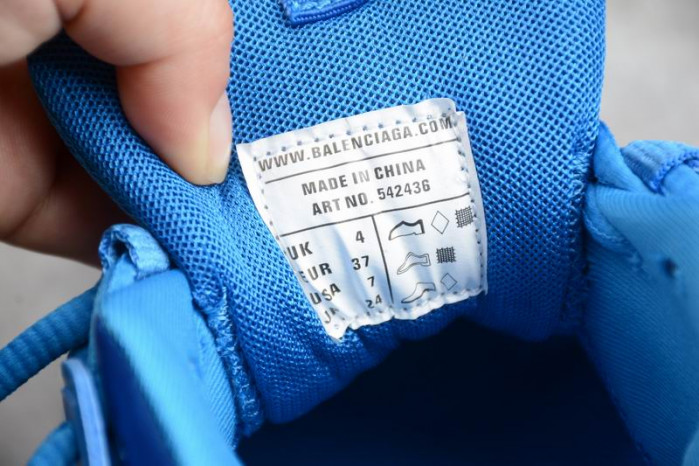 WWW.BALENCIAGA.COM
MADE IN CHINA
ART NO. 542436
UK 4
EUR 37
USA 7
24